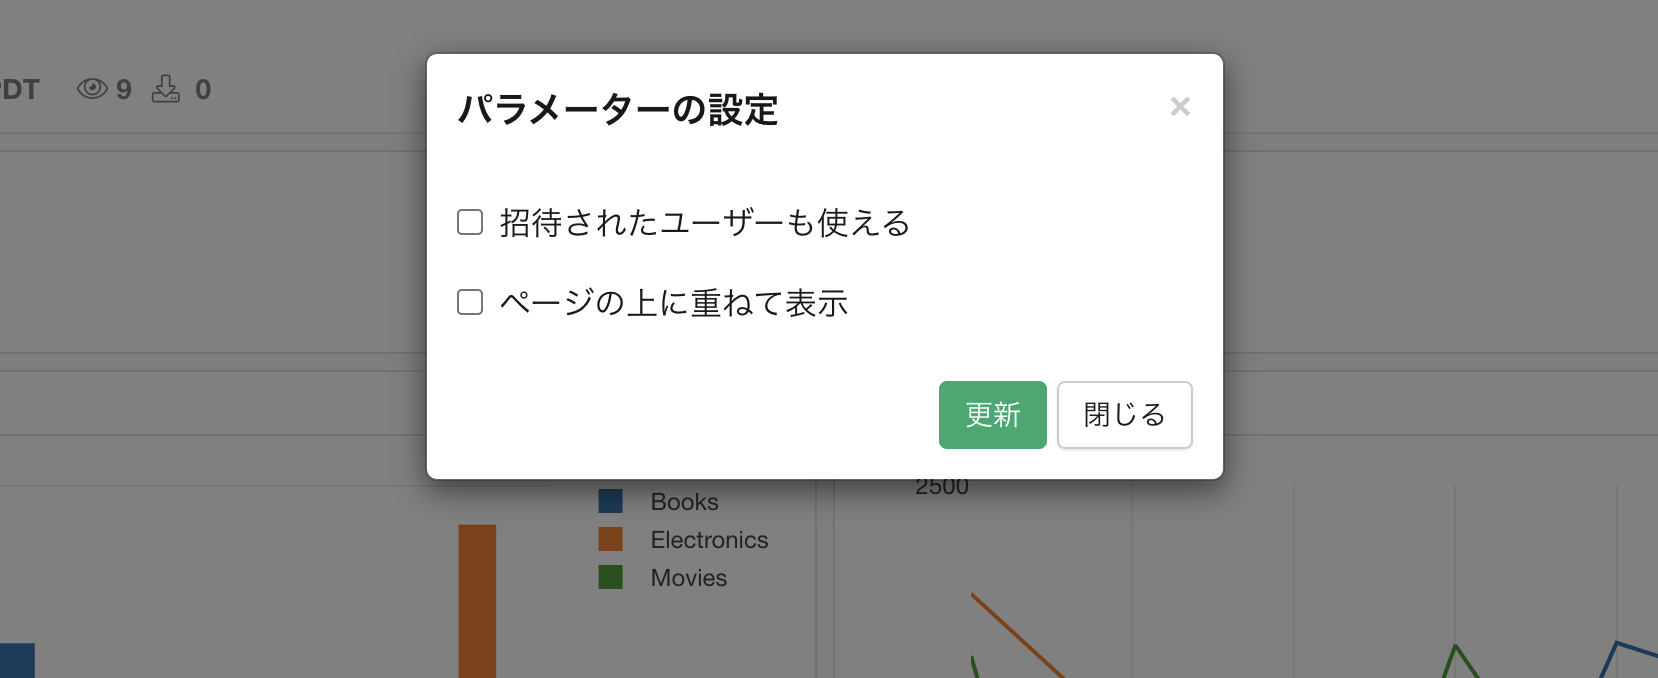 PDT 9 0
パラメーターの設定 ×
招待されたユーザーも使える
ページの上に重ねて表示
更新 閉じる
2500
Books
Electronics
Movies